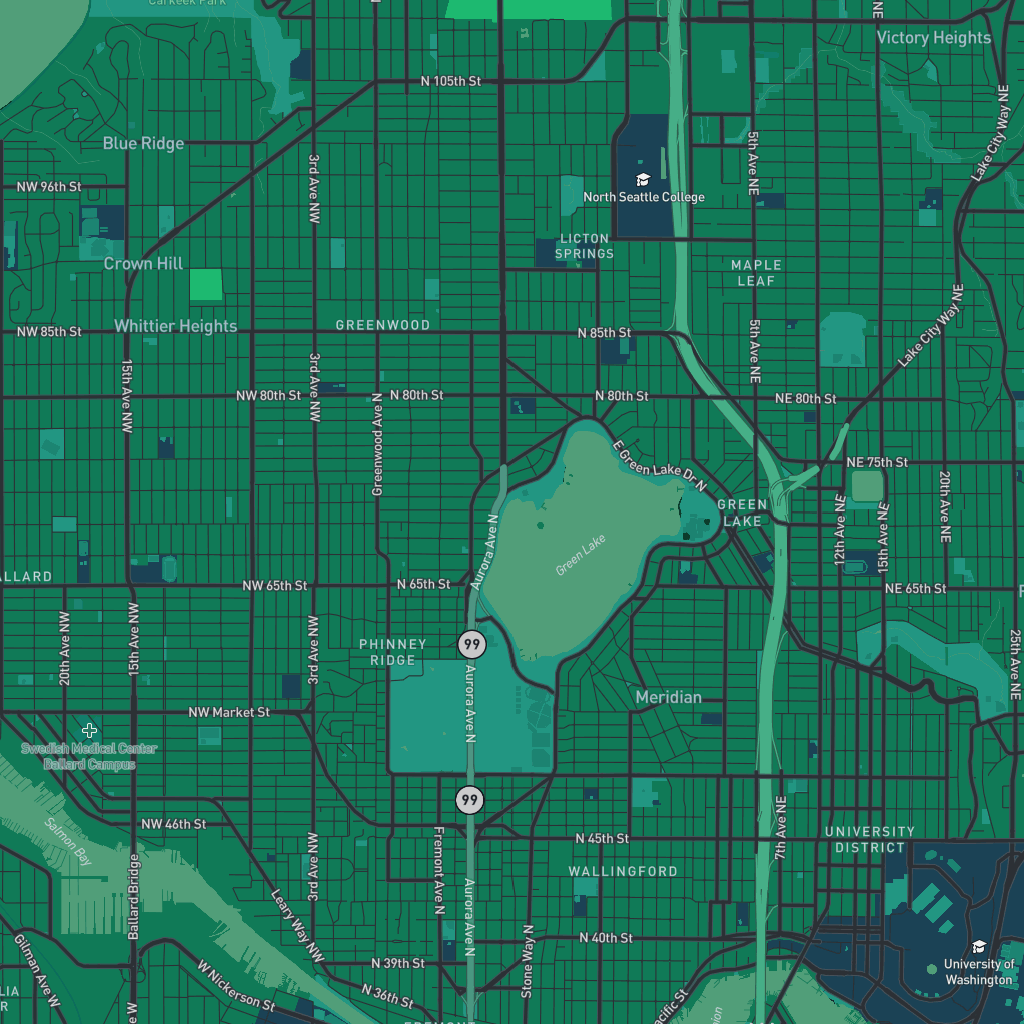 Carkeek Park
NE
Victory Heights
N 105th St
Blue Ridge
Lake City Way NE
5th Ave NE
3rd Ave NW
NW 96th St
North Seattle College
LICTON
SPRINGS
Crown Hill
MAPLE
LEAF
NW 85th St
Whittier Heights
GREENWOOD
N 85th St
Lake City Way NE
5th Ave NE
15th Ave NW
3rd Ave NW
NW 80th St
N 80th St
N 80th St
NE 80th St
Greenwood Ave N
E Green Lake Dr N
NE 75th St
20th Ave NE
GREEN
LAKE
12th Ave NE
15th Ave NE
Aurora Ave N
Green Lake
NW 65th St
N 65th St
NE 65th St
20th Ave NW
15th Ave NW
3rd Ave NW
99
PHINNEY
RIDGE
25th Ave NE
Aurora Ave N
Meridian
NW Market St
Swedish Medical Center
Ballard Campus
99
NW 46th St
Salmon Bay
7th Ave NE
N 45th St
UNIVERSITY
DISTRICT
WALLINGFORD
Ballard Bridge
3rd Ave NW
Fremont Ave N
Aurora Ave N
Leary Way NW
N 40th St
Gilman Ave W
N 39th St
Stone Way N
University of
Washington
W Nickerson St
N 36th St